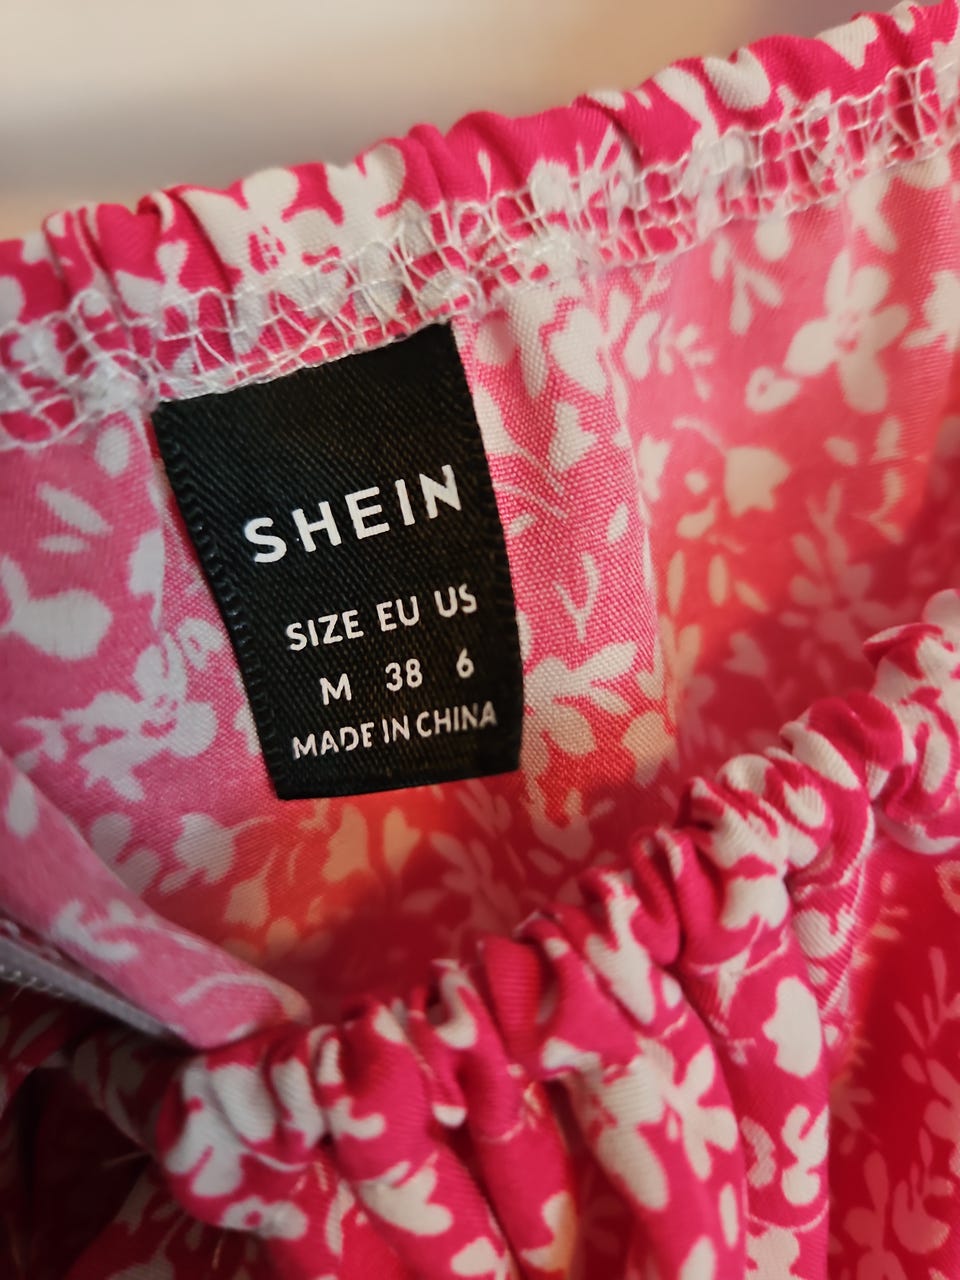 SHEIN
SIZE EU US
M 38 6
MADE IN CHINA